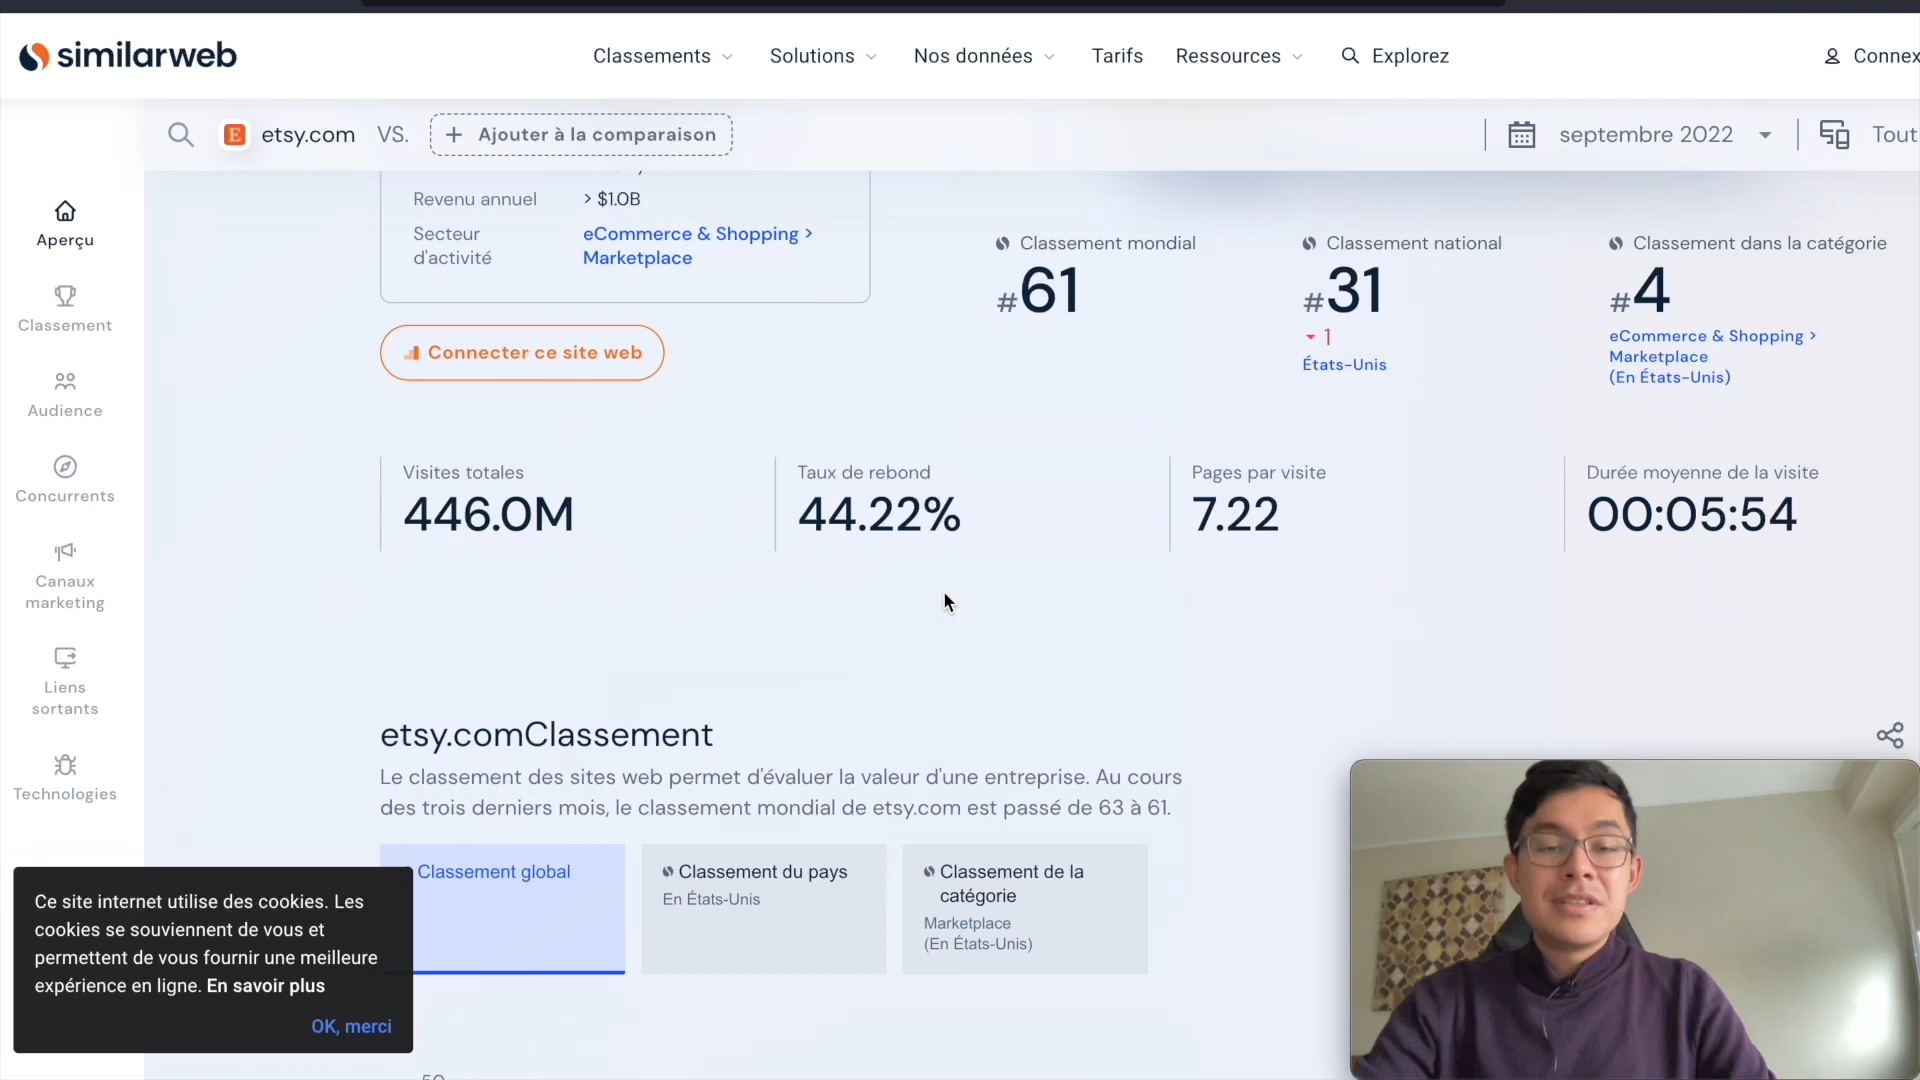 similarweb
Classements
Solutions
Nos données
Tarifs
Ressources
Explorez
Connex
etsy.com VS.
+ Ajouter à la comparaison
septembre 2022
Tout
Aperçu
Classement
Audience
Concurrents
Canaux
marketing
Liens
sortants
Technologies
Revenu annuel > $1.0B
Secteur
d'activité
eCommerce & Shopping >
Marketplace
Connecter ce site web
Classement mondial
#61
Classement national
#31
1
États-Unis
Classement dans la catégorie
#4
eCommerce & Shopping >
Marketplace
(En États-Unis)
Visites totales
446.0M
Taux de rebond
44.22%
Pages par visite
7.22
Durée moyenne de la visite
00:05:54
etsy.comClassement
Le classement des sites web permet d'évaluer la valeur d'une entreprise. Au cours
des trois derniers mois, le classement mondial de etsy.com est passé de 63 à 61.
Classement global
Classement du pays
En États-Unis
Classement de la
catégorie
Marketplace
(En États-Unis)
Ce site internet utilise des cookies. Les
cookies se souviennent de vous et
permettent de vous fournir une meilleure
expérience en ligne. En savoir plus
OK, merci